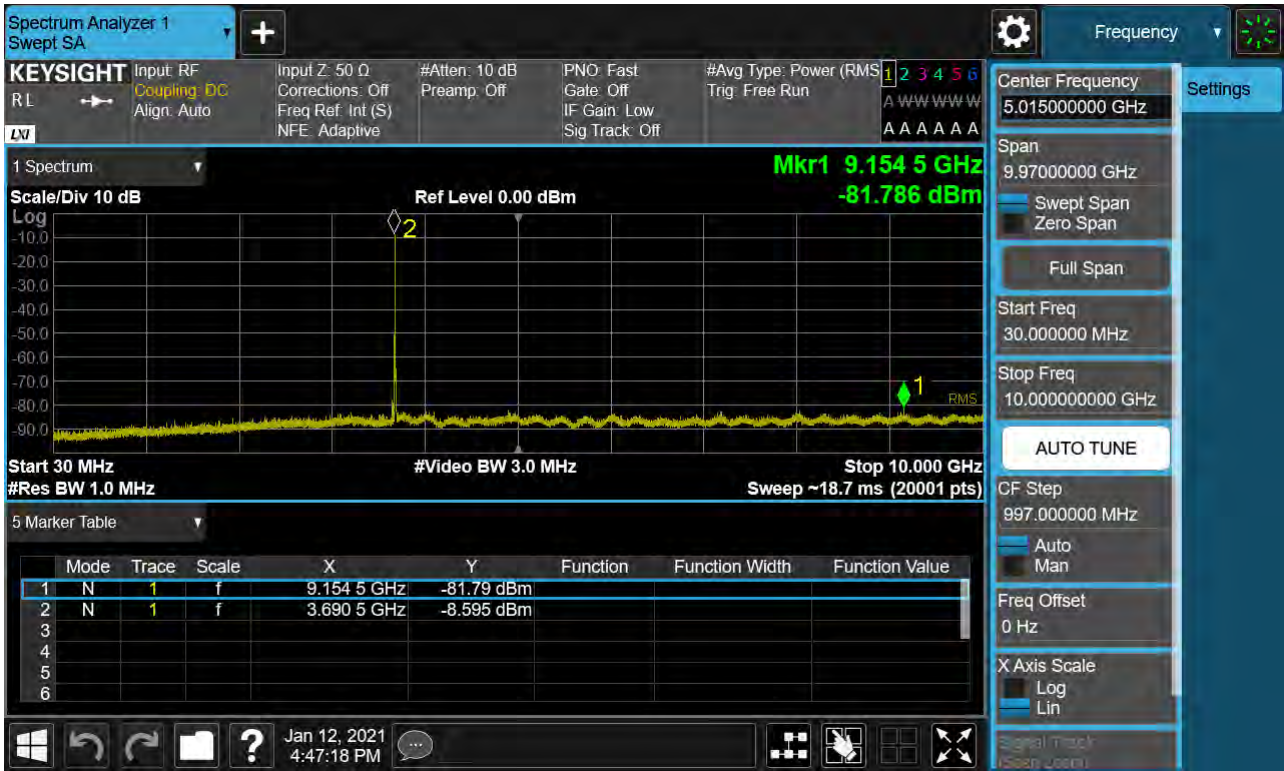 Spectrum Analyzer 1
Swept SA
+
Frequency
KEYSIGHT
RL
LXI
Input: RF
Coupling: DC
Align: Auto
Input Z: 50 Ω
Corrections: Off
Freq Ref: Int (S)
NFE: Adaptive
#Atten: 10 dB
Preamp: Off
PNO: Fast
Gate: Off
IF Gain: Low
Sig Track: Off
#Avg Type: Power (RMS
Trig: Free Run
1 2 3 4 5 6
A W W W W W
A A A A A A
1 Spectrum
Mkr1 9.154 5 GHz
-81.786 dBm
Scale/Div 10 dB
Ref Level 0.00 dBm
Log
-10.0
-20.0
-30.0
-40.0
-50.0
-60.0
-70.0
-80.0
-90.0
2
1
RMS
Start 30 MHz
#Video BW 3.0 MHz
Stop 10.000 GHz
#Res BW 1.0 MHz
Sweep ~18.7 ms (20001 pts)
5 Marker Table
Mode Trace Scale X Y Function Function Width Function Value
1 N 1 f 9.154 5 GHz -81.79 dBm
2 N 1 f 3.690 5 GHz -8.595 dBm
3
4
5
6
Center Frequency
5.015000000 GHz
Settings
Span
9.97000000 GHz
Swept Span
Zero Span
Full Span
Start Freq
30.000000 MHz
Stop Freq
10.000000000 GHz
AUTO TUNE
CF Step
997.000000 MHz
Auto
Man
Freq Offset
0 Hz
X Axis Scale
Log
Lin
Signal Track
(Span Zoom)
?
Jan 12, 2021
4:47:18 PM